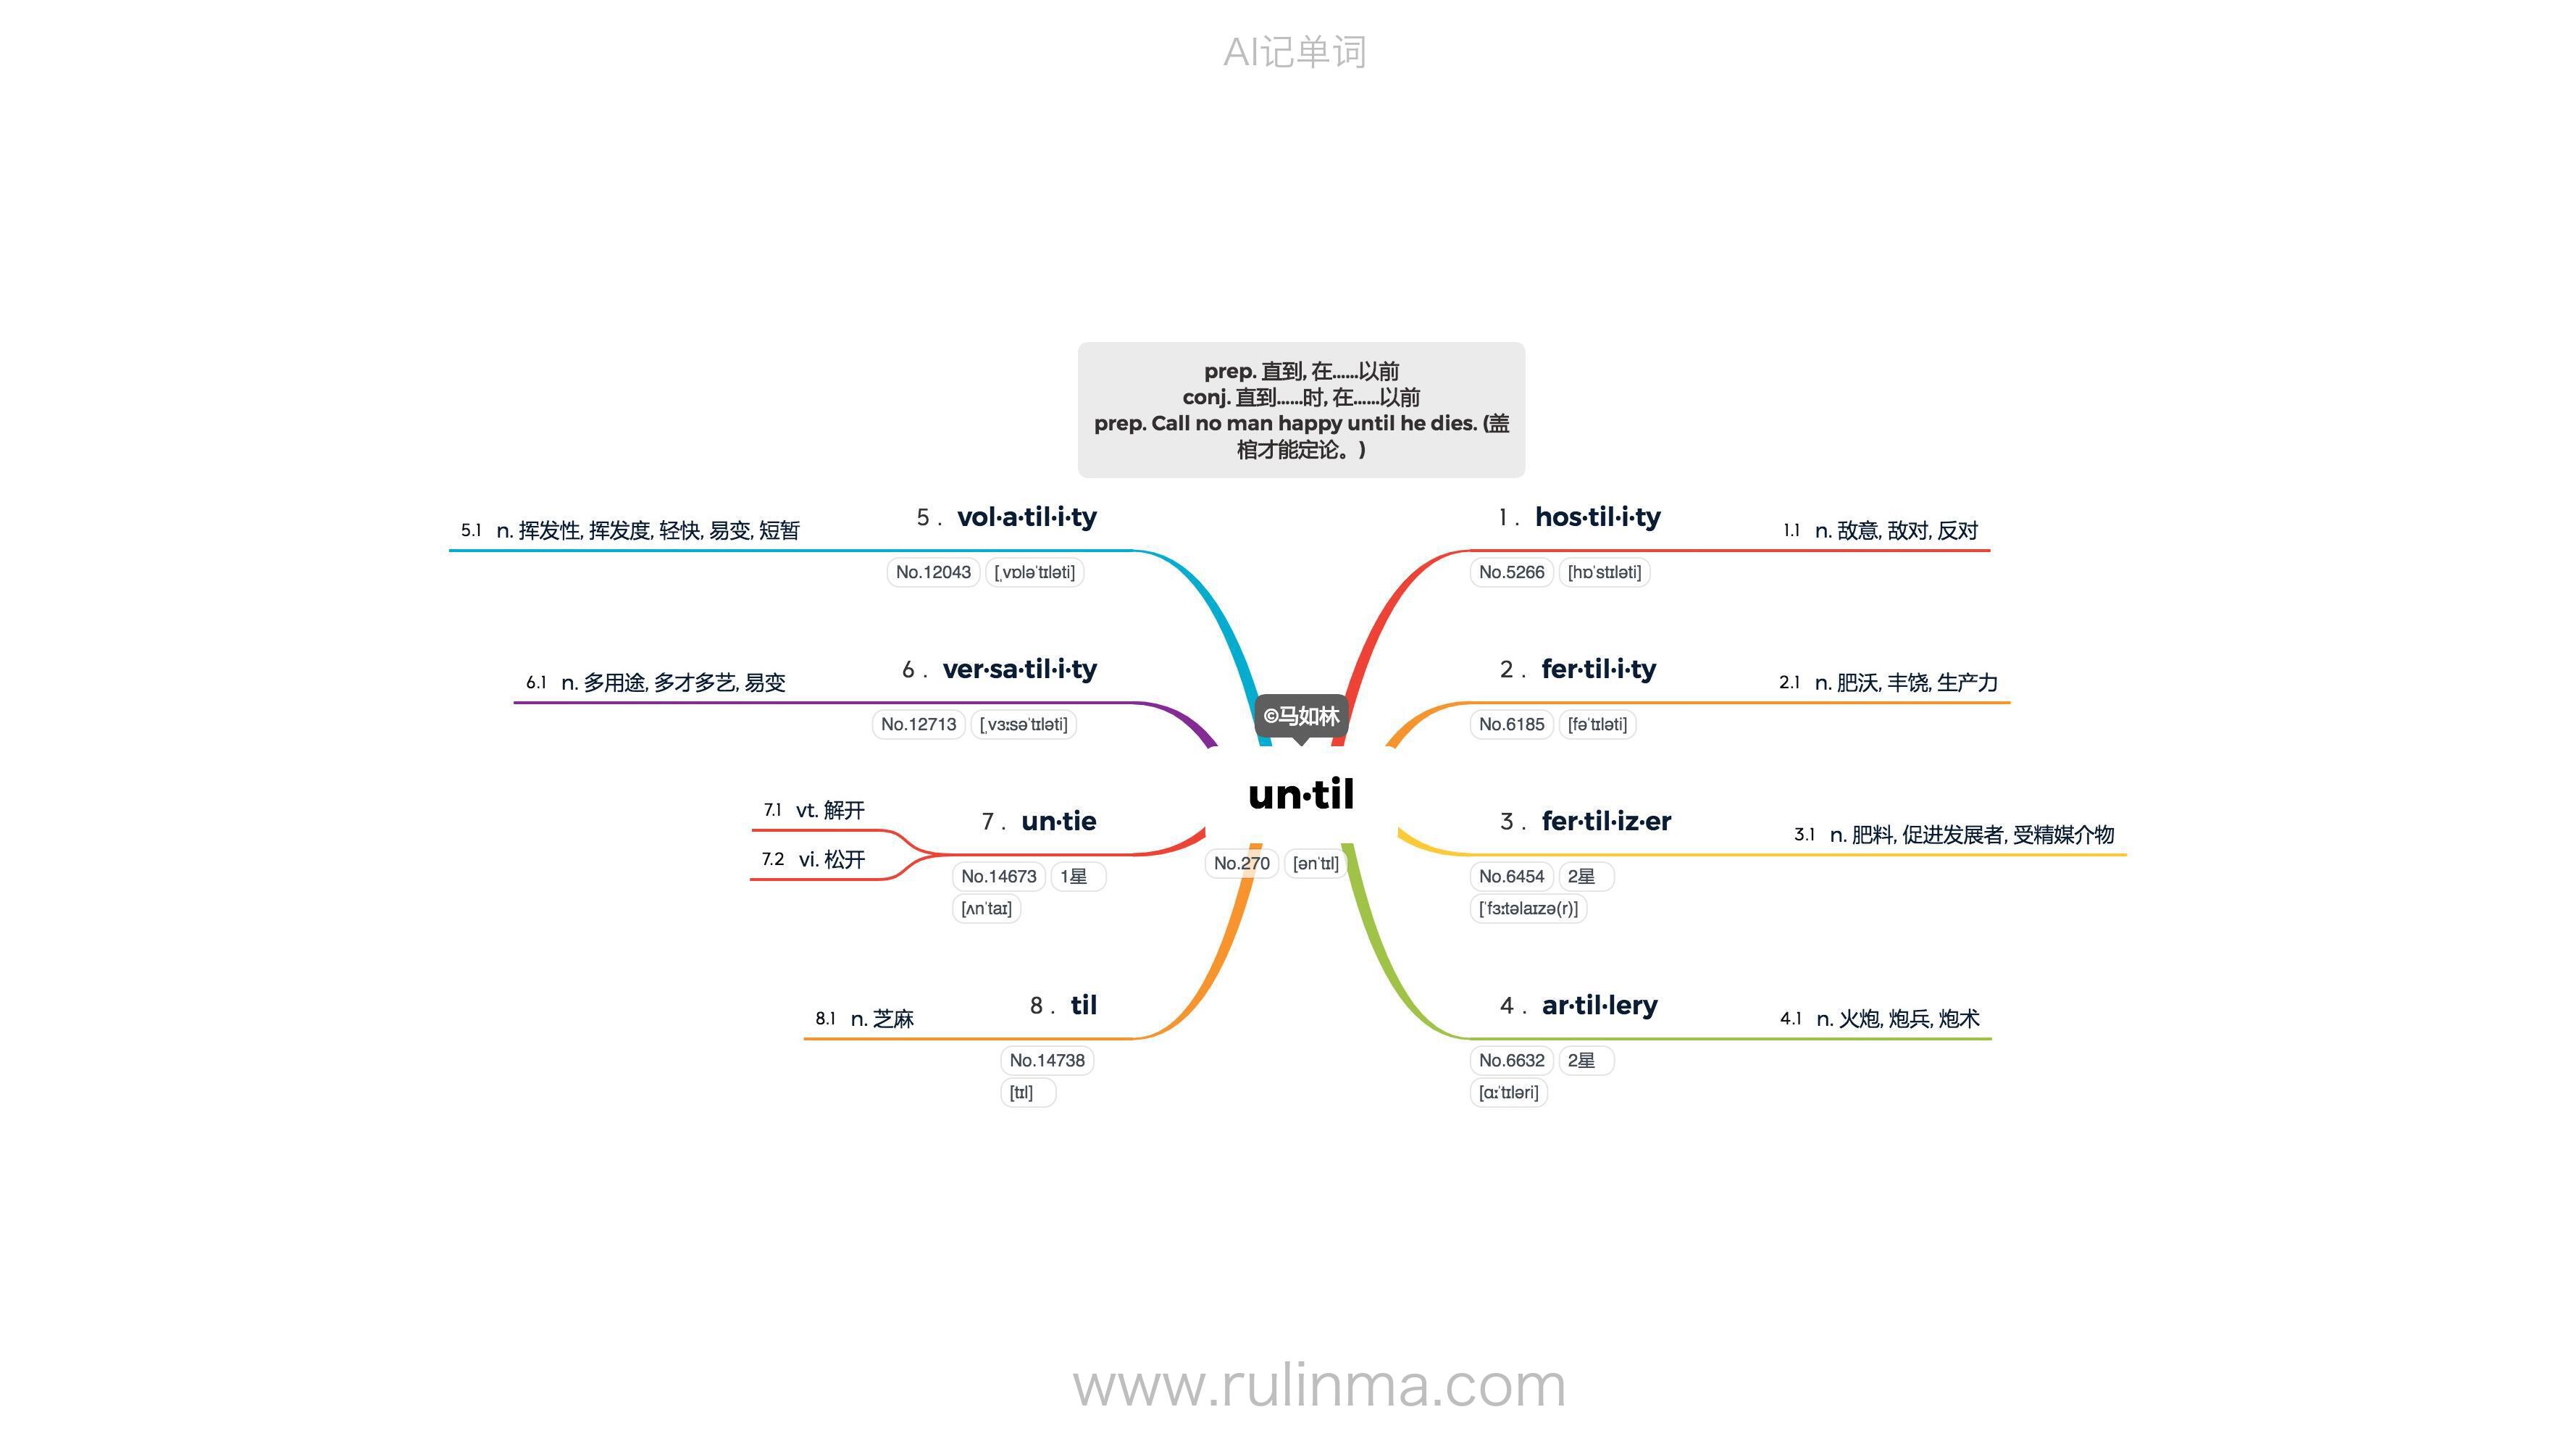 AI记单词
prep. 直到, 在……以前
conj. 直到……时, 在……以前
prep. Call no man happy until he dies. (盖
棺才能定论。)
©马如林
un·til
No.270 [ənˈtɪl]
1 . hos·til·i·ty
No.5266 [hɒˈstɪləti]
1.1 n. 敌意, 敌对, 反对
2 . fer·til·i·ty
No.6185 [fəˈtɪləti]
2.1 n. 肥沃, 丰饶, 生产力
3 . fer·til·iz·er
No.6454 2星
[ˈfɜːtəlaɪzə(r)]
3.1 n. 肥料, 促进发展者, 受精媒介物
4 . ar·til·lery
No.6632 2星
[ɑːˈtɪləri]
4.1 n. 火炮, 炮兵, 炮术
5 . vol·a·til·i·ty
No.12043 [ˌvɒləˈtɪləti]
5.1 n. 挥发性, 挥发度, 轻快, 易变, 短暂
6 . ver·sa·til·i·ty
No.12713 [ˌvɜːsəˈtɪləti]
6.1 n. 多用途, 多才多艺, 易变
7 . un·tie
No.14673 1星
[ʌnˈtaɪ]
7.1 vt. 解开
7.2 vi. 松开
8 . til
No.14738
[tɪl]
8.1 n. 芝麻
www.rulinma.com